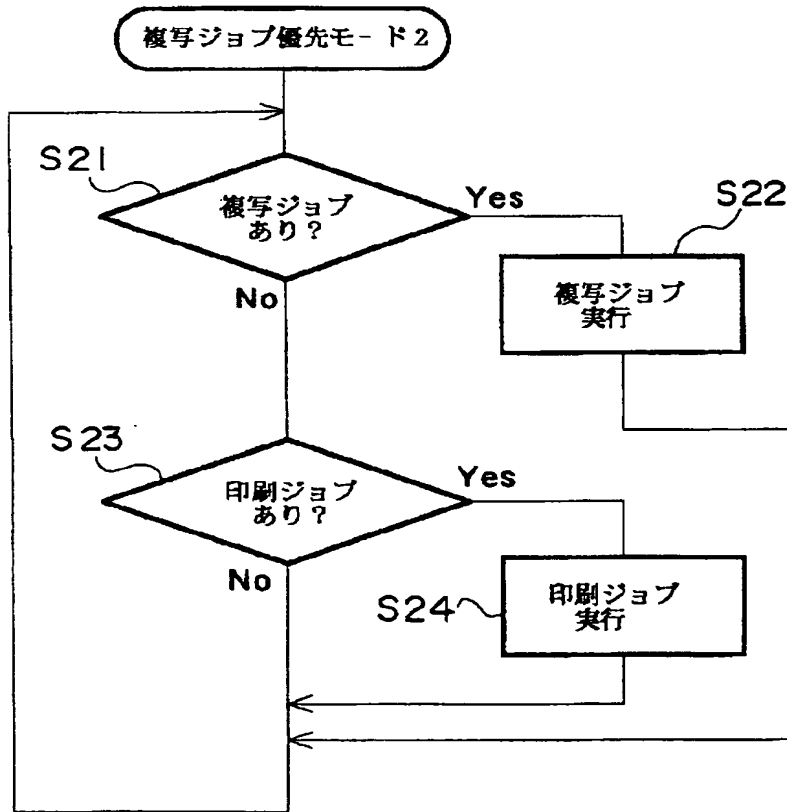 複写ジョブ優先モード2
S21
複写ジョブ
あり?
Yes
No
S22
複写ジョブ
実行
S23
印刷ジョブ
あり?
Yes
No
S24
印刷ジョブ
実行